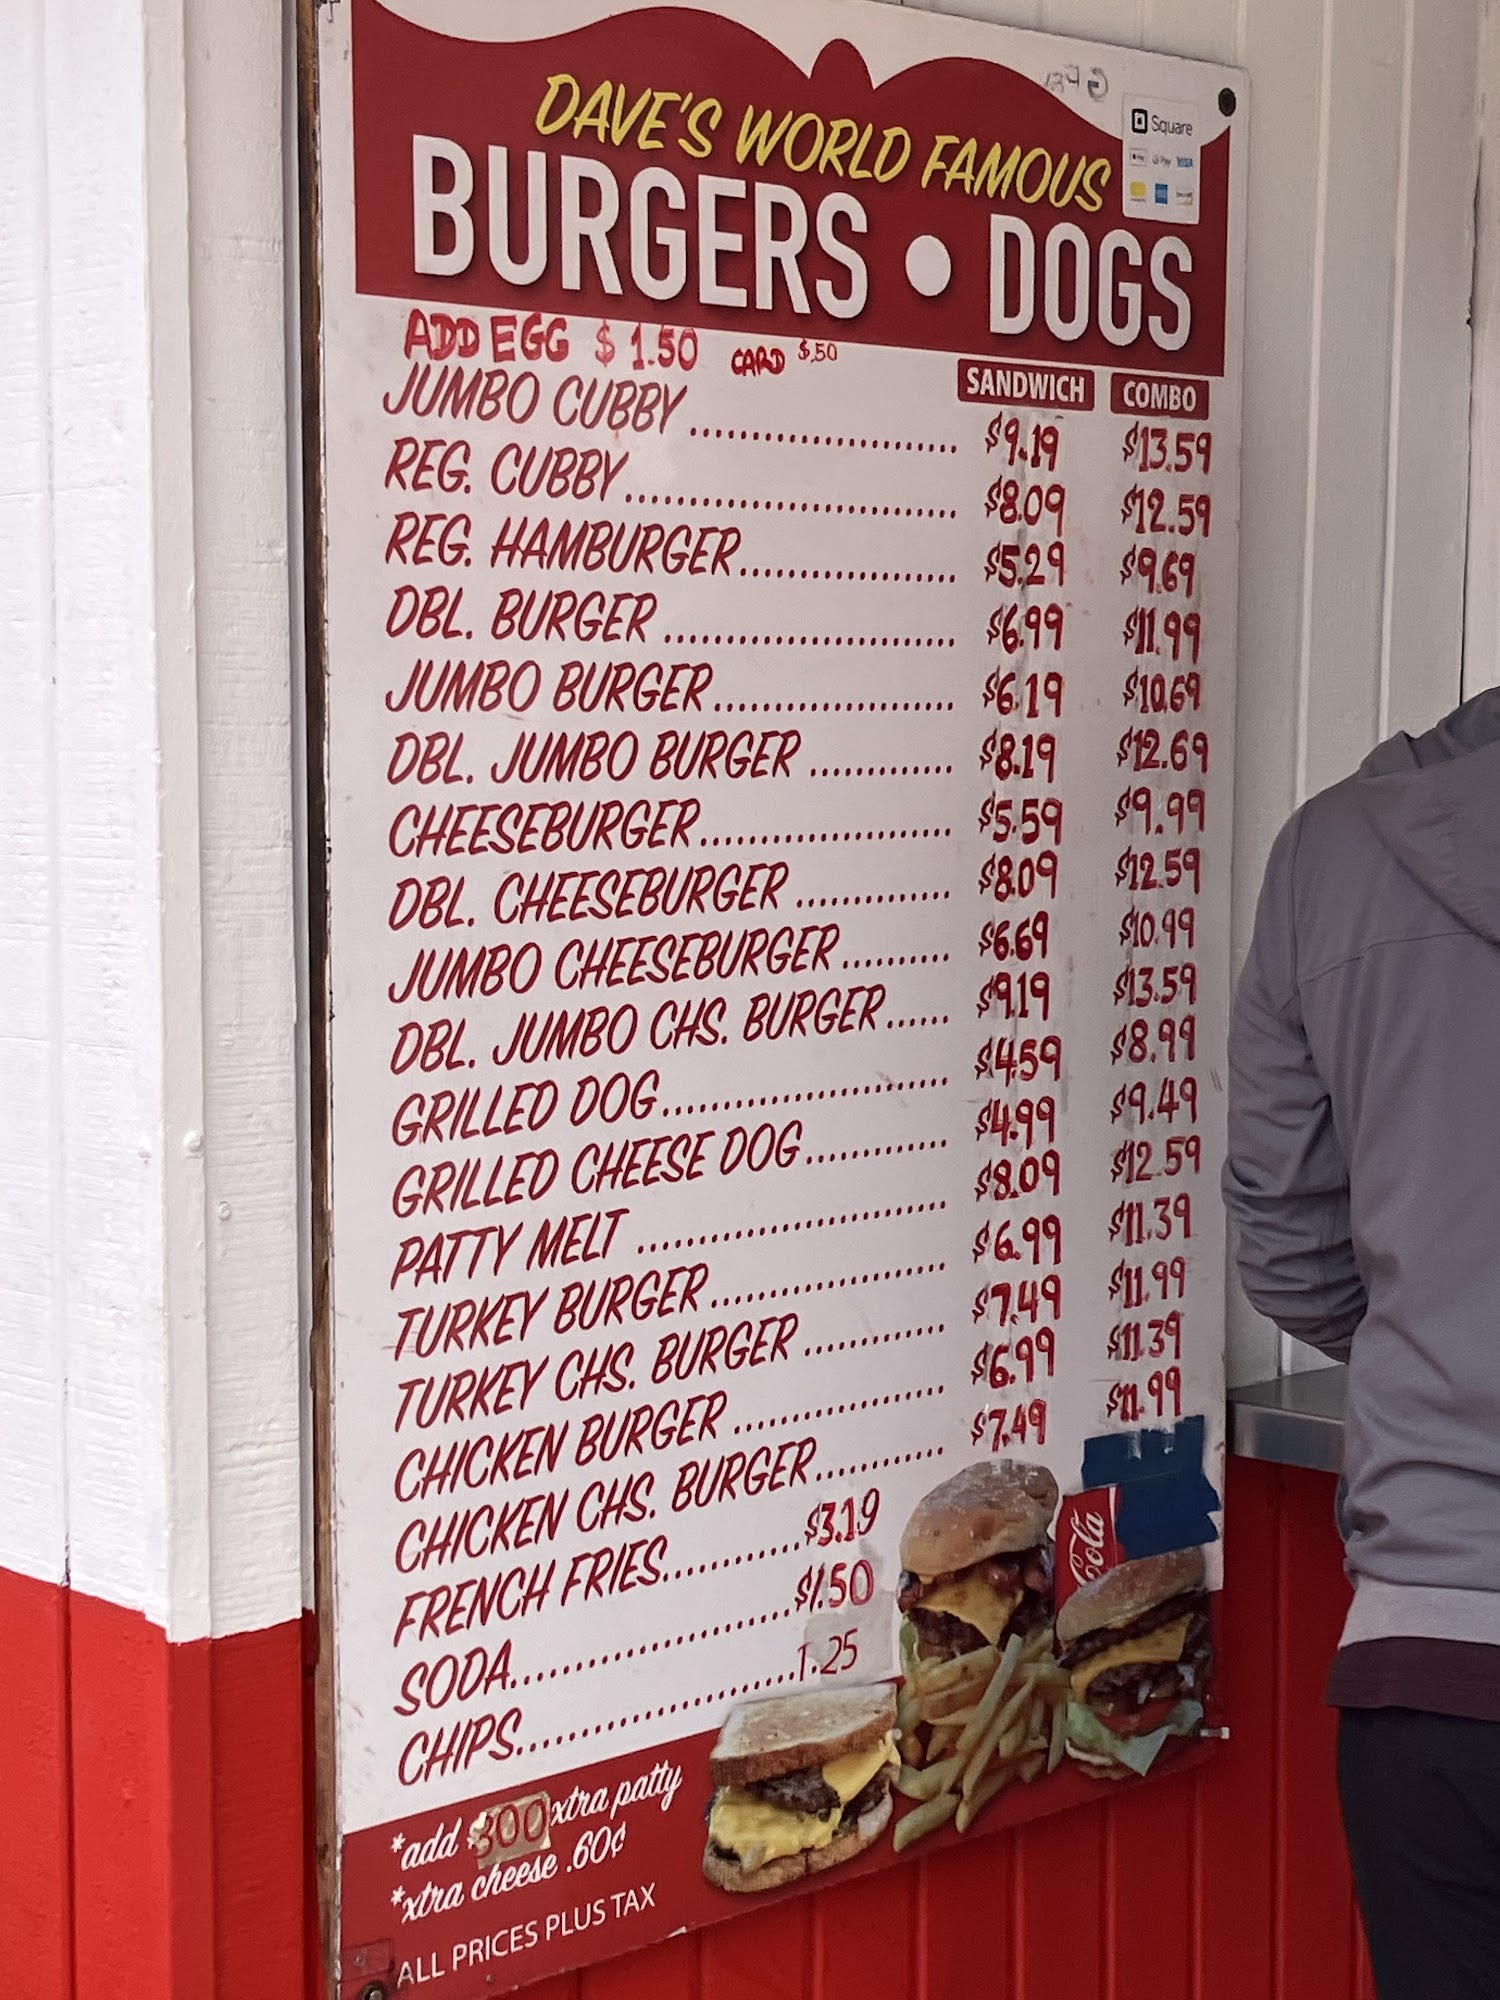 DAVE'S WORLD FAMOUS
BURGERS • DOGS
Square
Pay G Pay VISA
ADD EGG $1.50 CARD $.50
SANDWICH COMBO
JUMBO CUBBY $9.19 $13.59
REG. CUBBY $8.09 $12.59
REG. HAMBURGER $5.29 $9.69
DBL. BURGER $6.99 $11.99
JUMBO BURGER $6.19 $10.69
DBL. JUMBO BURGER $8.19 $12.69
CHEESEBURGER $5.59 $9.99
DBL. CHEESEBURGER $8.09 $12.59
JUMBO CHEESEBURGER $6.69 $10.99
DBL. JUMBO CHS. BURGER $9.19 $13.59
GRILLED DOG $4.59 $8.99
GRILLED CHEESE DOG $4.99 $9.49
PATTY MELT $8.09 $12.59
TURKEY BURGER $6.99 $11.39
TURKEY CHS. BURGER $7.49 $11.99
CHICKEN BURGER $6.99 $11.39
CHICKEN CHS. BURGER $7.49 $11.99
FRENCH FRIES $3.19
SODA $1.50
CHIPS 1.25
Cola
*add $300 xtra patty
*xtra cheese .60¢
ALL PRICES PLUS TAX